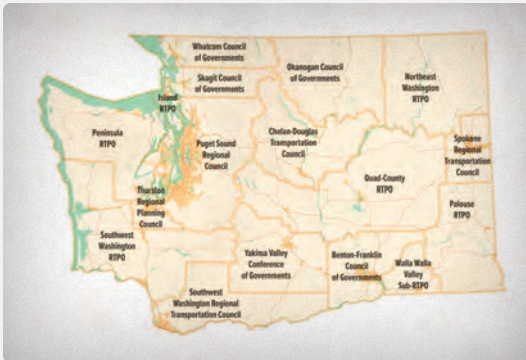 Whatcom Council
of Governments
Skagit Council
of Governments
Okanogan Council
of Governments
Northeast
Washington
RTPO
Island
RTPO
Peninsula
RTPO
Puget Sound
Regional
Council
Chelan-Douglas
Transportation
Council
Spokane
Regional
Transportation
Council
Quad-County
RTPO
Thurston
Regional
Planning
Council
Palouse
RTPO
Southwest
Washington
RTPO
Yakima Valley
Conference
of Governments
Benton-Franklin
Council
of Governments
Walla Walla
Valley
Sub-RTPO
Southwest
Washington Regional
Transportation Council